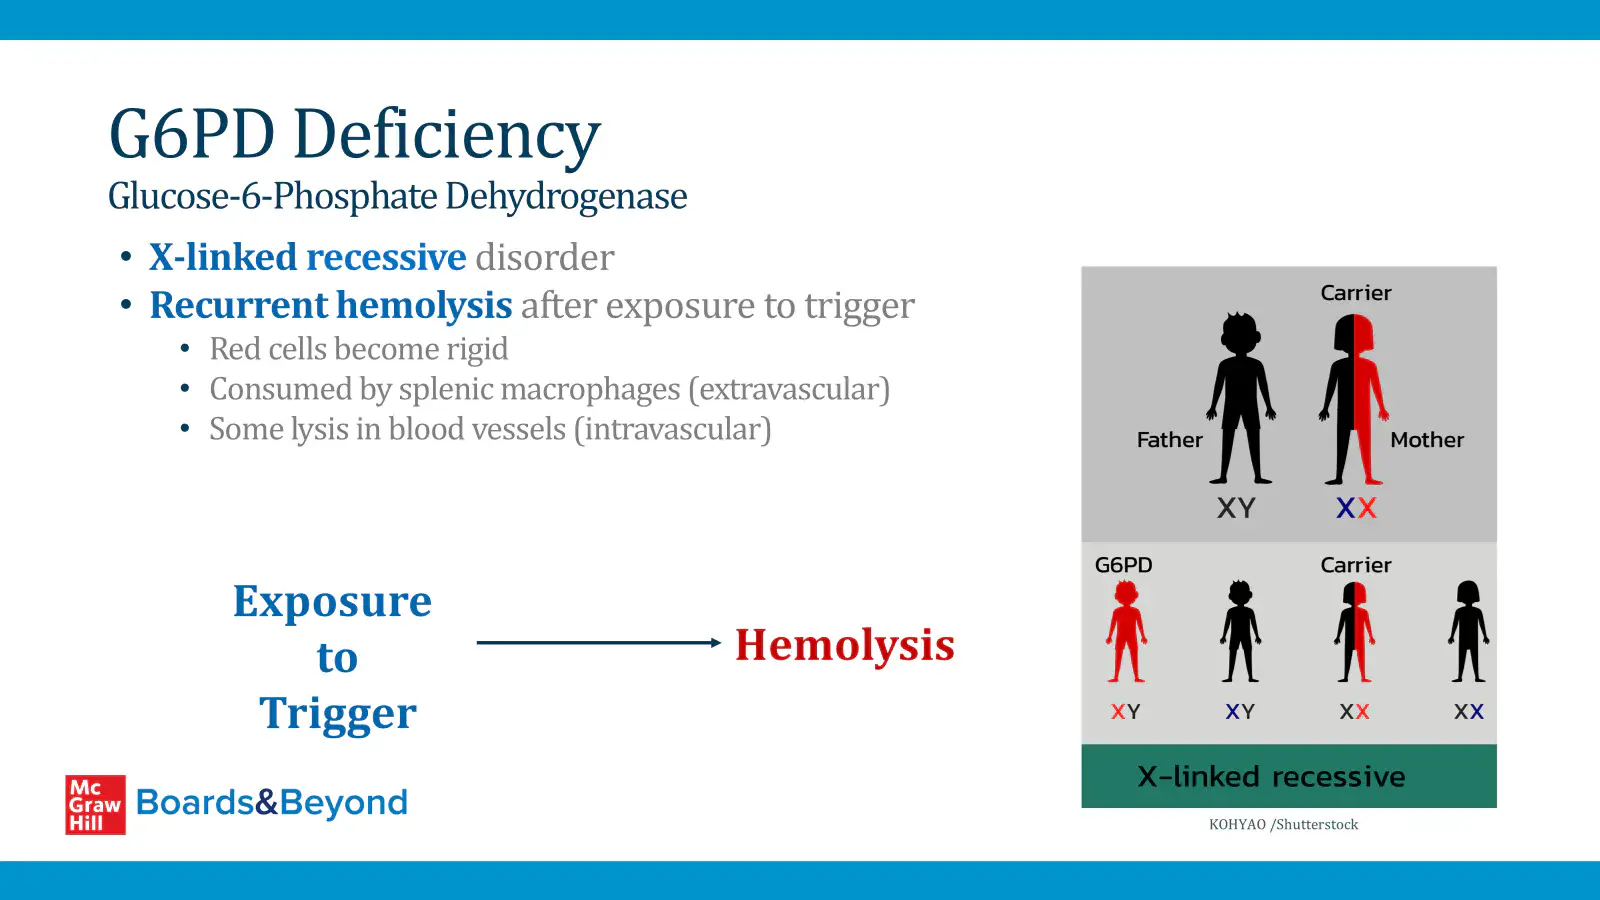 G6PD Deficiency
Glucose-6-Phosphate Dehydrogenase
• X-linked recessive disorder
• Recurrent hemolysis after exposure to trigger
• Red cells become rigid
• Consumed by splenic macrophages (extravascular)
• Some lysis in blood vessels (intravascular)
Exposure
to
Trigger
Hemolysis
Carrier
Father
Mother
XY
XX
G6PD
Carrier
XY
XY
XX
XX
X-linked recessive
KOHYAO /Shutterstock
Mc
Graw
Hill
Boards&Beyond